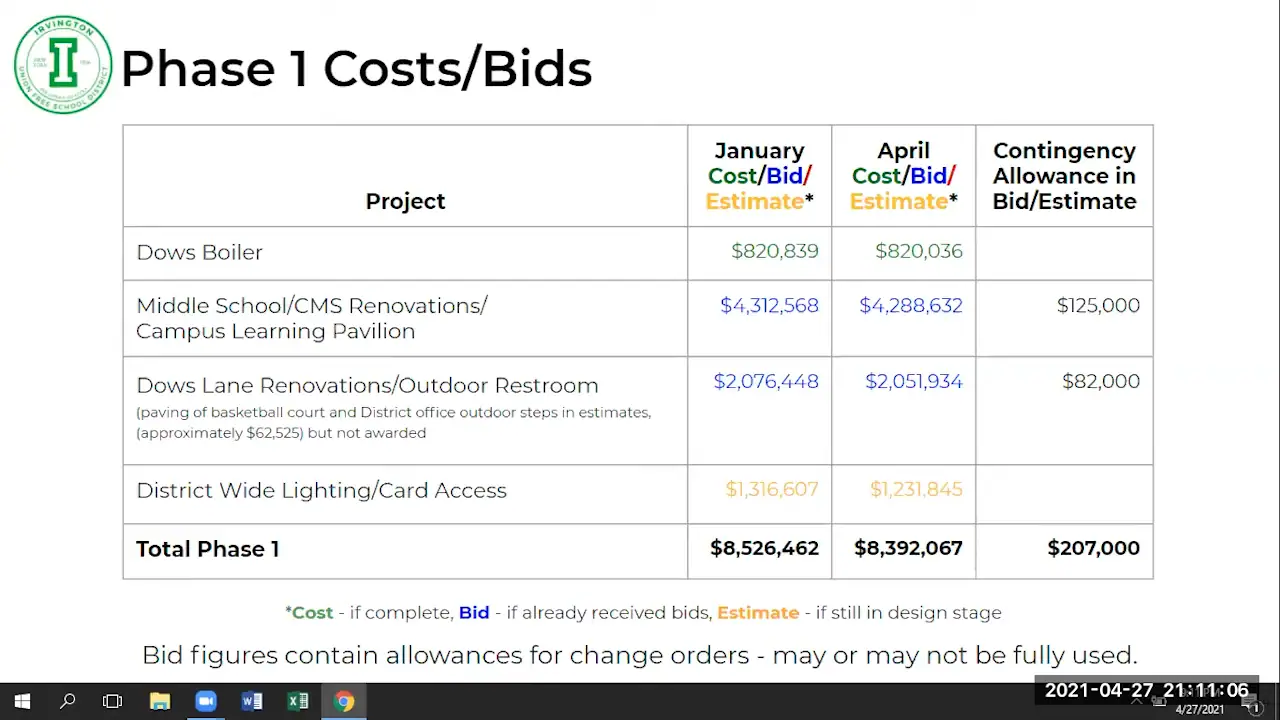 IRVINGTON
UNION FREE SCHOOL DISTRICT
I
Phase 1 Costs/Bids
Project
January
Cost/Bid/
Estimate*
April
Cost/Bid/
Estimate*
Contingency
Allowance in
Bid/Estimate
Dows Boiler
$820,839
$820,036
Middle School/CMS Renovations/
Campus Learning Pavilion
$4,312,568
$4,288,632
$125,000
Dows Lane Renovations/Outdoor Restroom
(paving of basketball court and District office outdoor steps in estimates,
(approximately $62,525) but not awarded
$2,076,448
$2,051,934
$82,000
District Wide Lighting/Card Access
$1,316,607
$1,231,845
Total Phase 1
$8,526,462
$8,392,067
$207,000
*Cost - if complete, Bid - if already received bids, Estimate - if still in design stage
Bid figures contain allowances for change orders - may or may not be fully used.
2021-04-27 21:11:06
4/27/2021